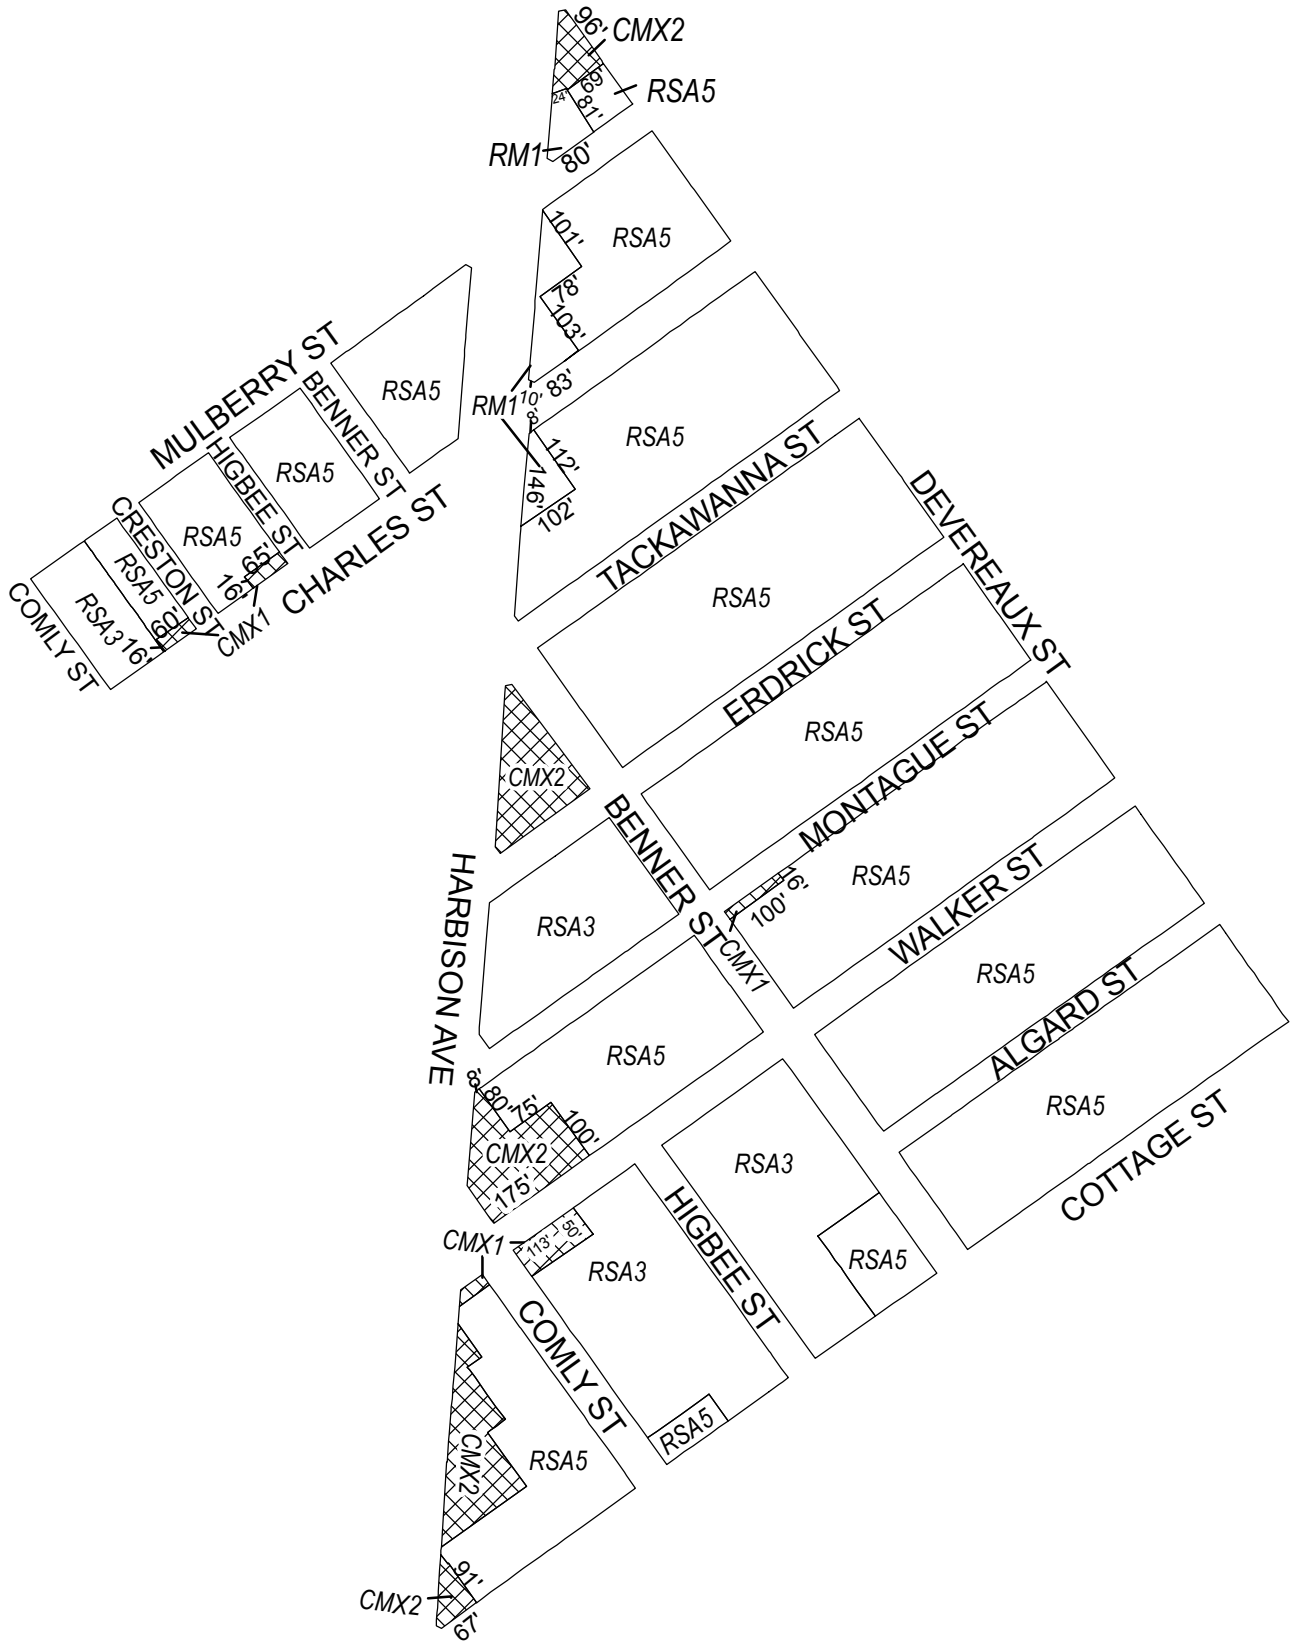 96'
CMX2
69'
RSA5
24'
81'
RM1
80'
101'
RSA5
78'
103'
MULBERRY ST
RSA5
BENNER ST
83'
RM1
10'
8'
RSA5
112'
146'
102'
HIGBEE ST
RSA5
CHARLES ST
TACKAWANNA ST
DEVEREAUX ST
CRESTON ST
RSA5
65'
16'
RSA5
COMLY ST
RSA3
60'
16'
CMX1
RSA5
ERDRICK ST
RSA5
MONTAGUE ST
CMX2
BENNER ST
HARBISON AVE
RSA3
16'
100'
CMX1
RSA5
WALKER ST
RSA5
ALGARD ST
RSA5
8'
80'
75'
100'
CMX2
175'
RSA5
COTTAGE ST
RSA3
HIGBEE ST
CMX1
113'
50'
RSA3
RSA5
COMLY ST
RSA5
CMX2
RSA5
91'
CMX2
67'